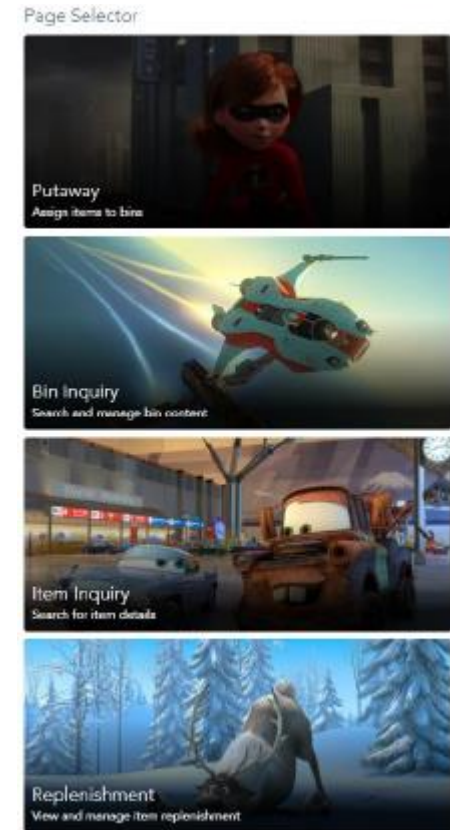 Page Selector
Putaway
Assign items to bins
Bin Inquiry
Search and manage bin content
Item Inquiry
Search for item details
Replenishment
View and manage item replenishment